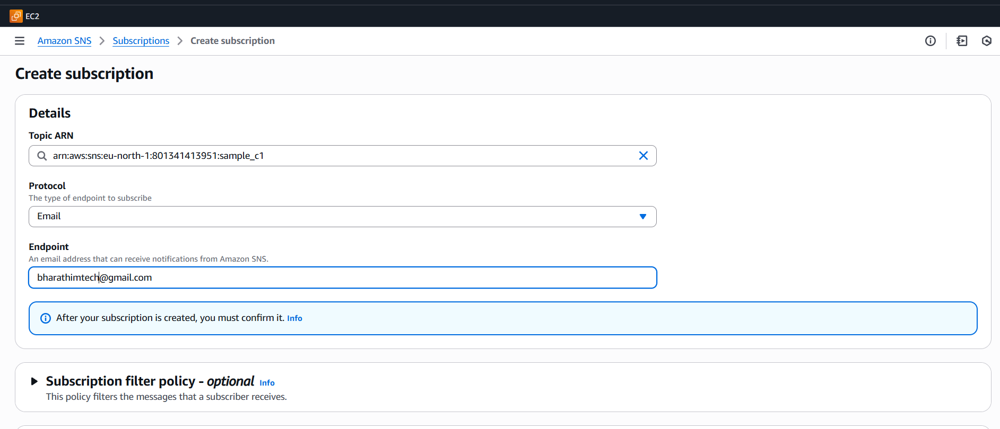 EC2
Amazon SNS > Subscriptions > Create subscription
Create subscription
Details
Topic ARN
arn:aws:sns:eu-north-1:801341413951:sample_c1
Protocol
The type of endpoint to subscribe
Email
Endpoint
An email address that can receive notifications from Amazon SNS.
bharathimtech@gmail.com
After your subscription is created, you must confirm it. Info
Subscription filter policy - optional Info
This policy filters the messages that a subscriber receives.